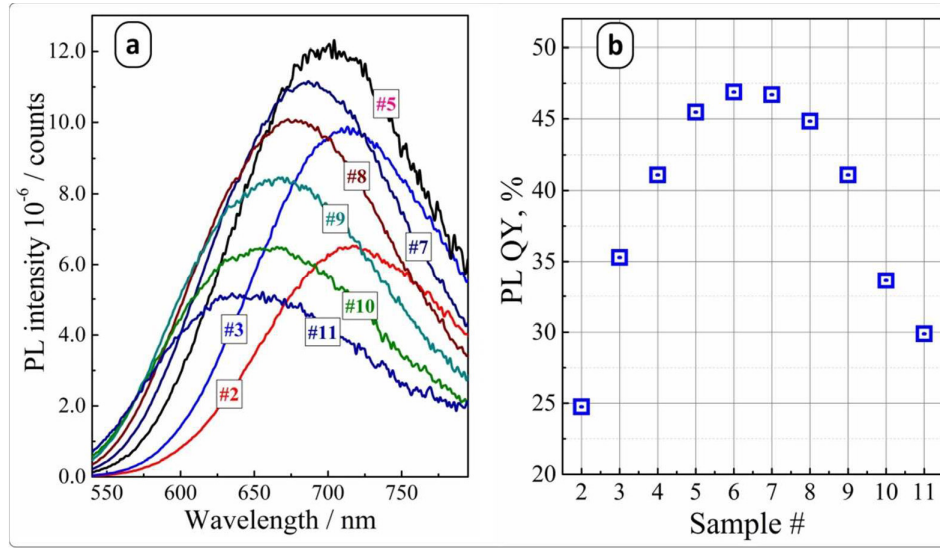 a
PL intensity 10⁻⁶ / counts
12.0
10.0
8.0
6.0
4.0
2.0
0.0
550 600 650 700 750
Wavelength / nm
#5
#8
#9
#7
#10
#3
#11
#2
b
PL QY, %
50
45
40
35
30
25
20
2 3 4 5 6 7 8 9 10 11
Sample #